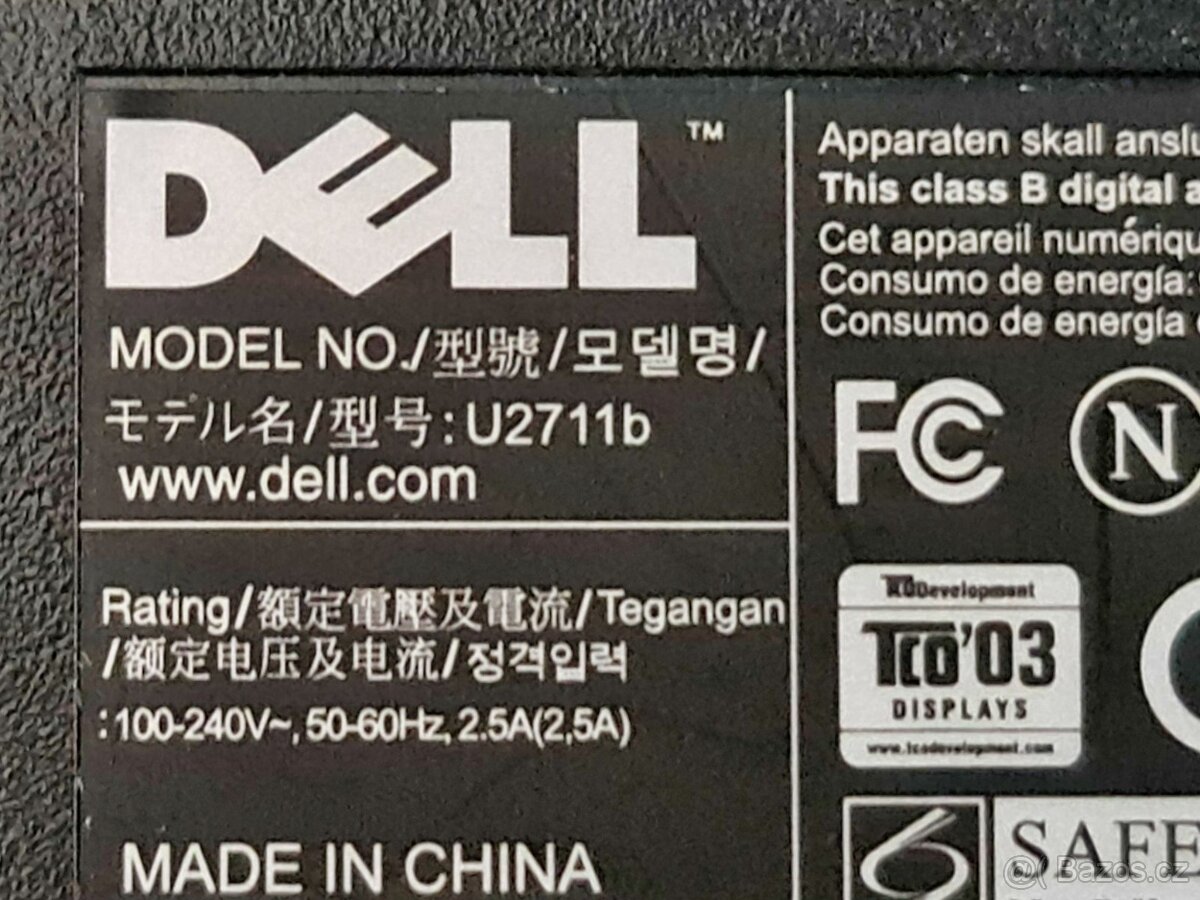 DELL™
MODEL NO./型號/모델명/
モデル名/型号: U2711b
www.dell.com
Rating/額定電壓及電流/Tegangan
/额定电压及电流/정격입력
:100-240V~, 50-60Hz, 2.5A(2,5A)
MADE IN CHINA
Apparaten skall anslu
This class B digital a
Cet appareil numériqu
Consumo de energía:
Consumo de energía
FC
N
TCODevelopment
TCO'03
DISPLAYS
www.tcodevelopment.com
SAFE
@( Bazos.cz